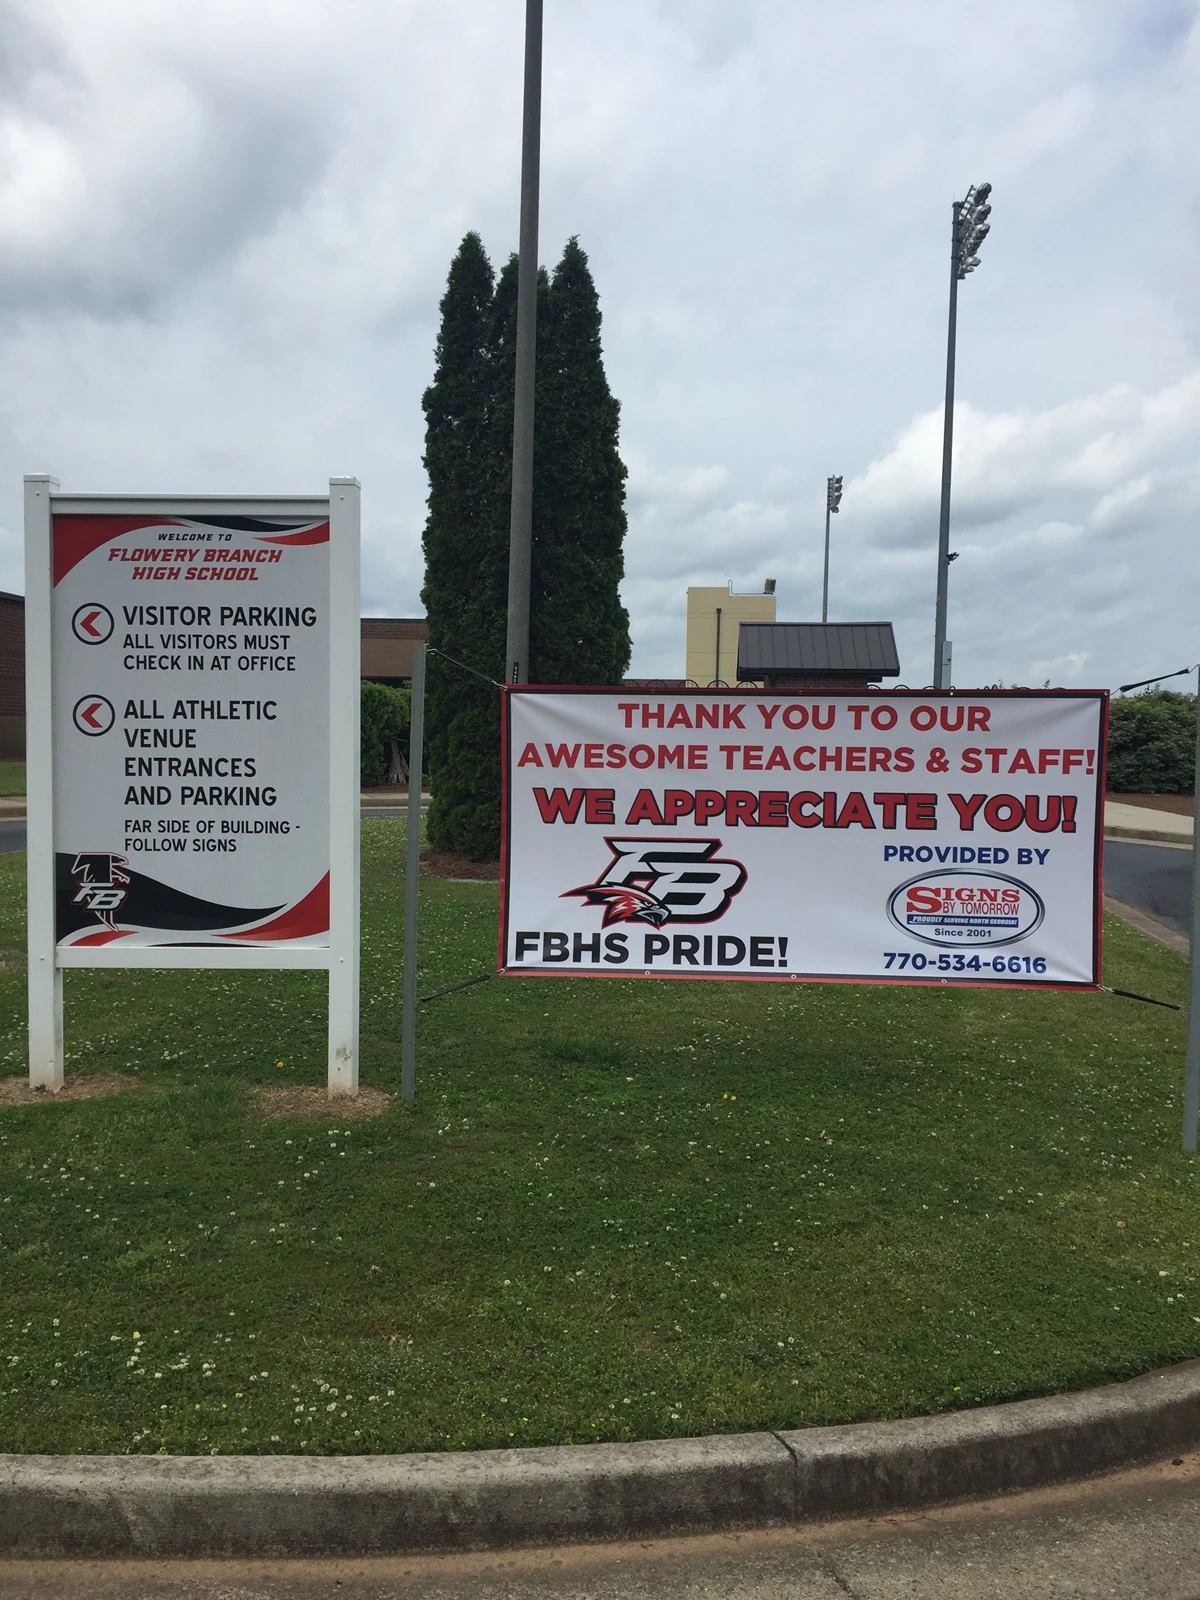 WELCOME TO
FLOWERY BRANCH
HIGH SCHOOL
VISITOR PARKING
ALL VISITORS MUST
CHECK IN AT OFFICE
ALL ATHLETIC
VENUE
ENTRANCES
AND PARKING
FAR SIDE OF BUILDING -
FOLLOW SIGNS
FB
THANK YOU TO OUR
AWESOME TEACHERS & STAFF!
WE APPRECIATE YOU!
FB
FBHS PRIDE!
PROVIDED BY
SIGNS
BY TOMORROW
PROUDLY SERVING NORTH GEORGIA!
Since 2001
770-534-6616